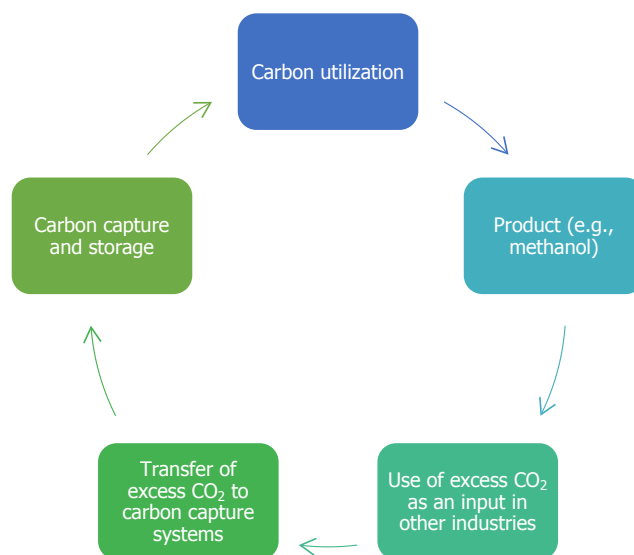 Carbon utilization
Product (e.g.,
methanol)
Use of excess CO₂
as an input in
other industries
Transfer of
excess CO₂ to
carbon capture
systems
Carbon capture
and storage